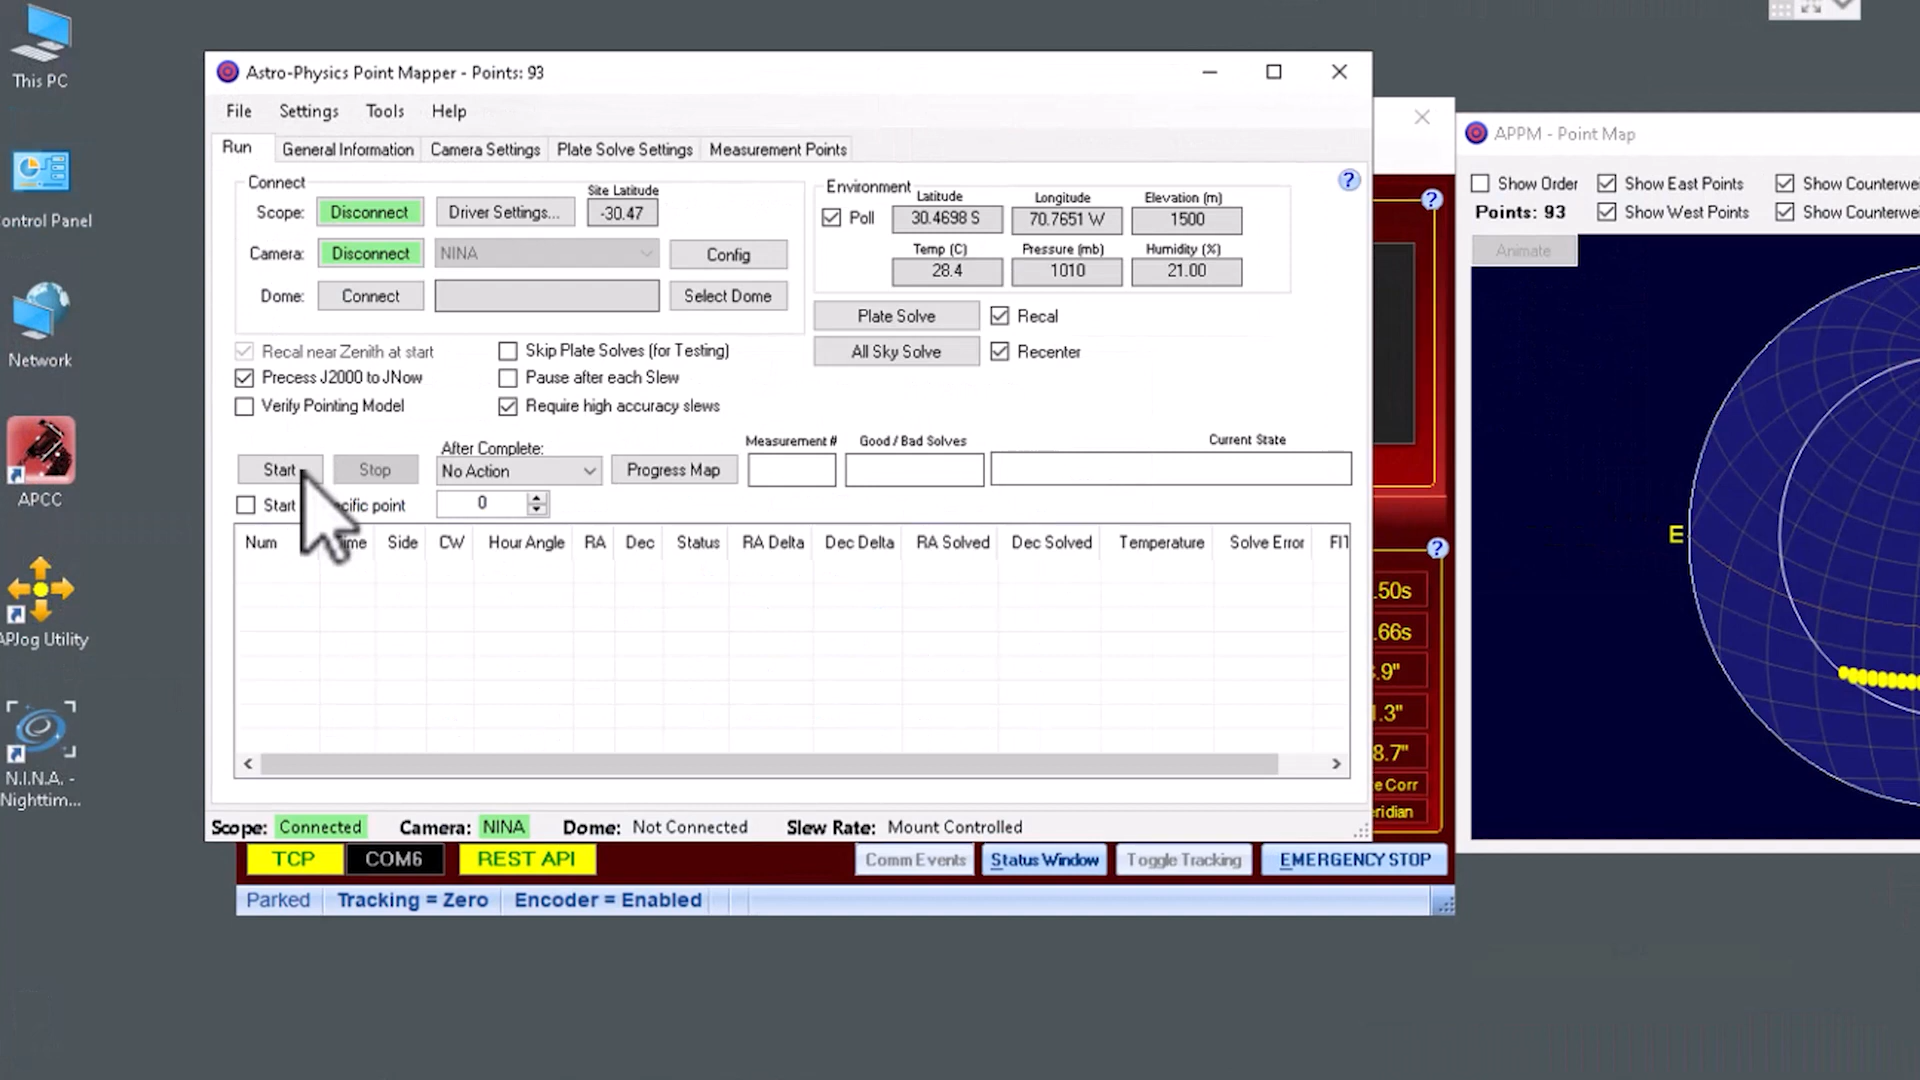 This PC
Control Panel
Network
APCC
APJog Utility
N.I.N.A. -
Nighttim...
Astro-Physics Point Mapper - Points: 93
File Settings Tools Help
Run General Information Camera Settings Plate Solve Settings Measurement Points
Connect
Scope: Disconnect Driver Settings... Site Latitude -30.47
Camera: Disconnect NINA Config
Dome: Connect Select Dome
Environment
Poll
Latitude Longitude Elevation (m)
30.4698 S 70.7651 W 1500
Temp (C) Pressure (mb) Humidity (%)
28.4 1010 21.00
Plate Solve Recal
All Sky Solve Recenter
Recal near Zenith at start Skip Plate Solves (for Testing)
Precess J2000 to JNow Pause after each Slew
Verify Pointing Model Require high accuracy slews
After Complete: Measurement # Good / Bad Solves Current State
Start Stop No Action Progress Map
Start cific point 0
Num ime Side CW Hour Angle RA Dec Status RA Delta Dec Delta RA Solved Dec Solved Temperature Solve Error FIT
Scope: Connected Camera: NINA Dome: Not Connected Slew Rate: Mount Controlled
TCP COM6 REST API Comm Events Status Window Toggle Tracking EMERGENCY STOP
Parked Tracking = Zero Encoder = Enabled
.50s
.66s
.9"
1.3"
8.7"
e Corr
ridian
APPM - Point Map
Show Order Show East Points Show Counterwei
Points: 93 Show West Points Show Counterwei
Animate
E